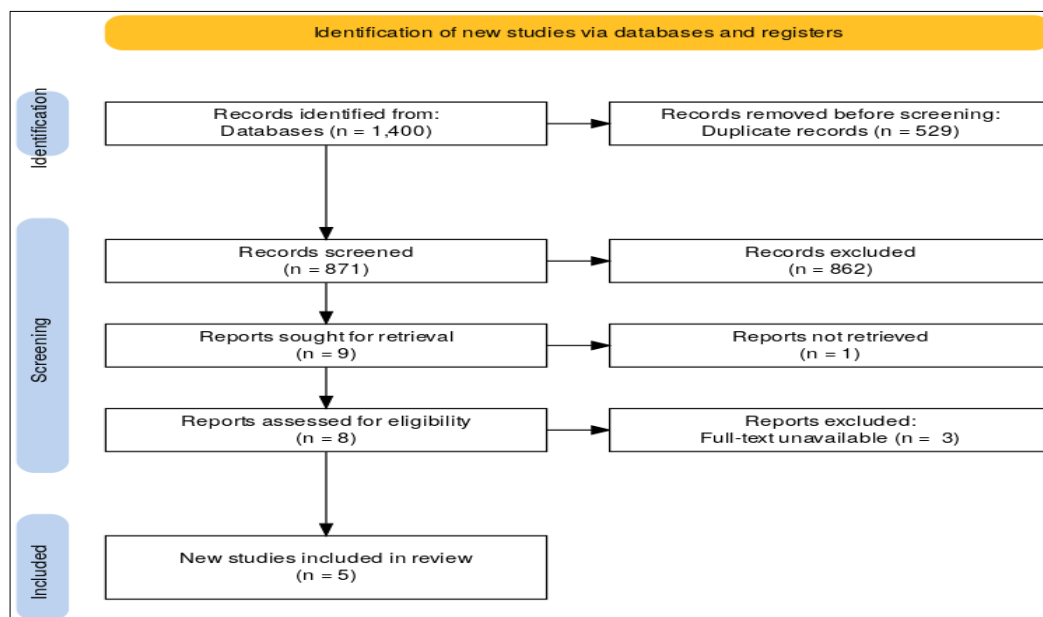 Identification of new studies via databases and registers
Identification
Records identified from:
Databases (n = 1,400)
Records removed before screening:
Duplicate records (n = 529)
Screening
Records screened
(n = 871)
Records excluded
(n = 862)
Reports sought for retrieval
(n = 9)
Reports not retrieved
(n = 1)
Reports assessed for eligibility
(n = 8)
Reports excluded:
Full-text unavailable (n =  3)
Included
New studies included in review
(n = 5)